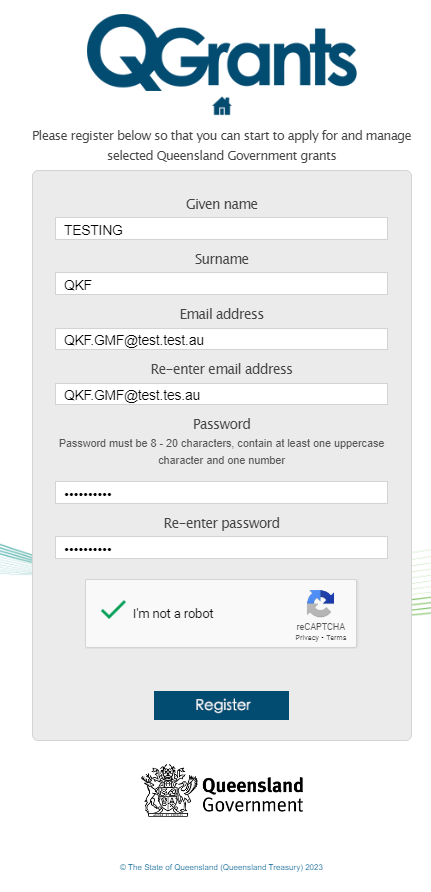 QGrants
Please register below so that you can start to apply for and manage
selected Queensland Government grants
Given name
TESTING
Surname
QKF
Email address
QKF.GMF@test.test.au
Re-enter email address
QKF.GMF@test.tes.au
Password
Password must be 8 - 20 characters, contain at least one uppercase
character and one number
••••••••••
Re-enter password
••••••••••
I'm not a robot
reCAPTCHA
Privacy • Terms
Register
Queensland
Government
© The State of Queensland (Queensland Treasury) 2023